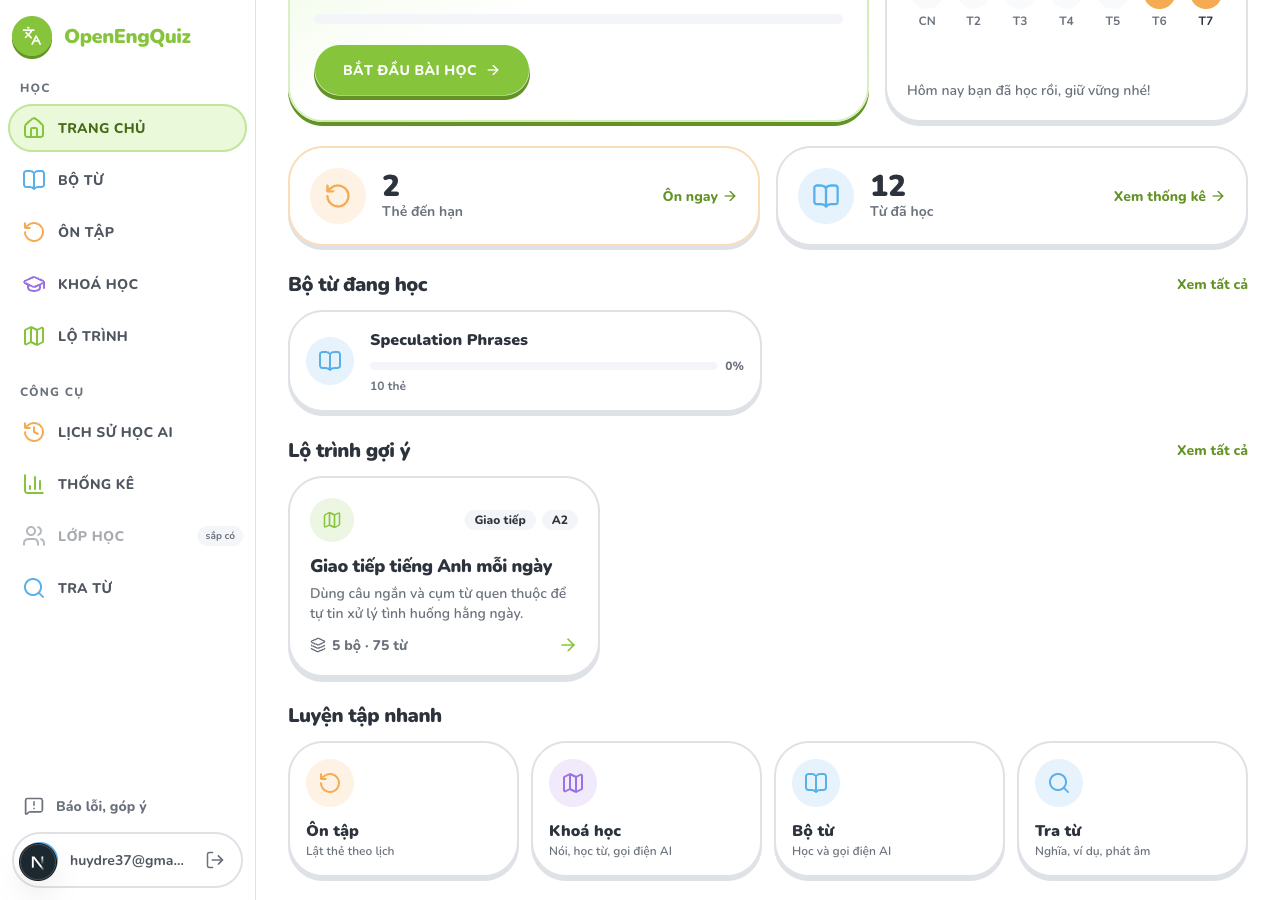 OpenEngQuiz
HỌC
TRANG CHỦ
BỘ TỪ
ÔN TẬP
KHOÁ HỌC
LỘ TRÌNH
CÔNG CỤ
LỊCH SỬ HỌC AI
THỐNG KÊ
LỚP HỌC
sắp có
TRA TỪ
Báo lỗi, góp ý
N
huydre37@gma...
BẮT ĐẦU BÀI HỌC
CN T2 T3 T4 T5 T6 T7
Hôm nay bạn đã học rồi, giữ vững nhé!
2
Thẻ đến hạn
Ôn ngay
12
Từ đã học
Xem thống kê
Bộ từ đang học
Xem tất cả
Speculation Phrases
0%
10 thẻ
Lộ trình gợi ý
Xem tất cả
Giao tiếp A2
Giao tiếp tiếng Anh mỗi ngày
Dùng câu ngắn và cụm từ quen thuộc để
tự tin xử lý tình huống hằng ngày.
5 bộ · 75 từ
Luyện tập nhanh
Ôn tập
Lật thẻ theo lịch
Khoá học
Nói, học từ, gọi điện AI
Bộ từ
Học và gọi điện AI
Tra từ
Nghĩa, ví dụ, phát âm